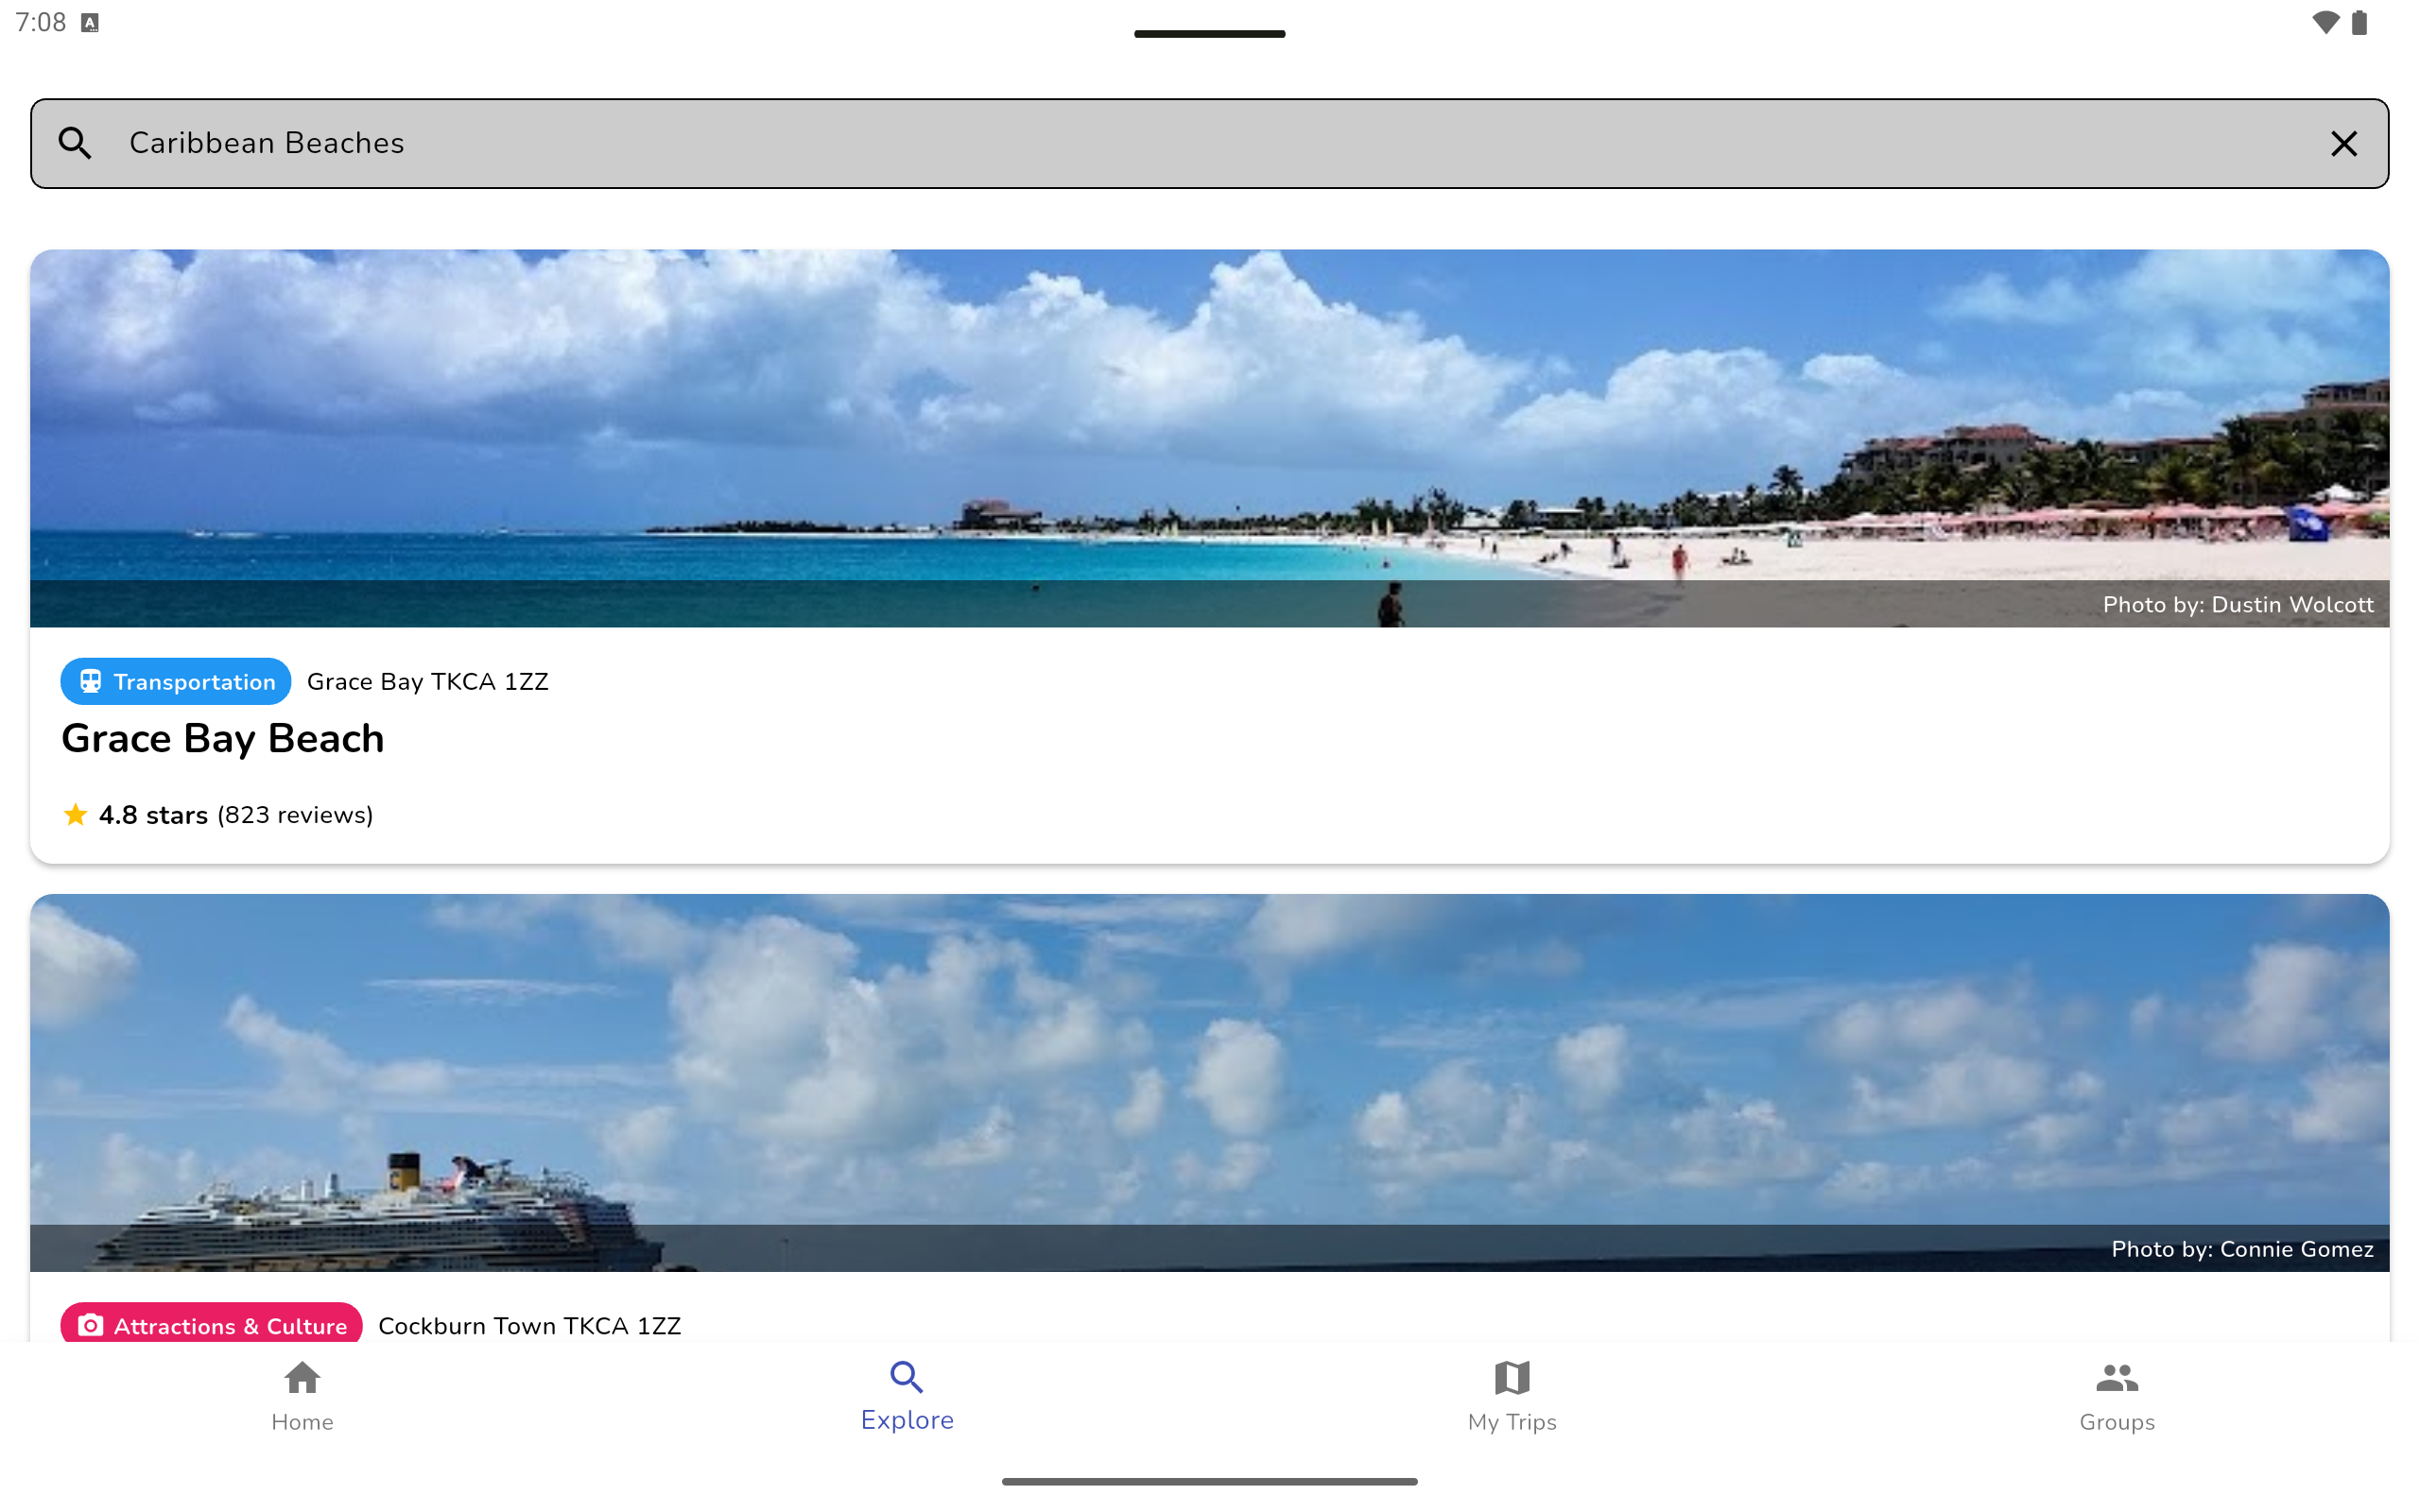 7:08
Caribbean Beaches
Photo by: Dustin Wolcott
Transportation Grace Bay TKCA 1ZZ
Grace Bay Beach
4.8 stars (823 reviews)
Photo by: Connie Gomez
Attractions & Culture Cockburn Town TKCA 1ZZ
Home Explore My Trips Groups